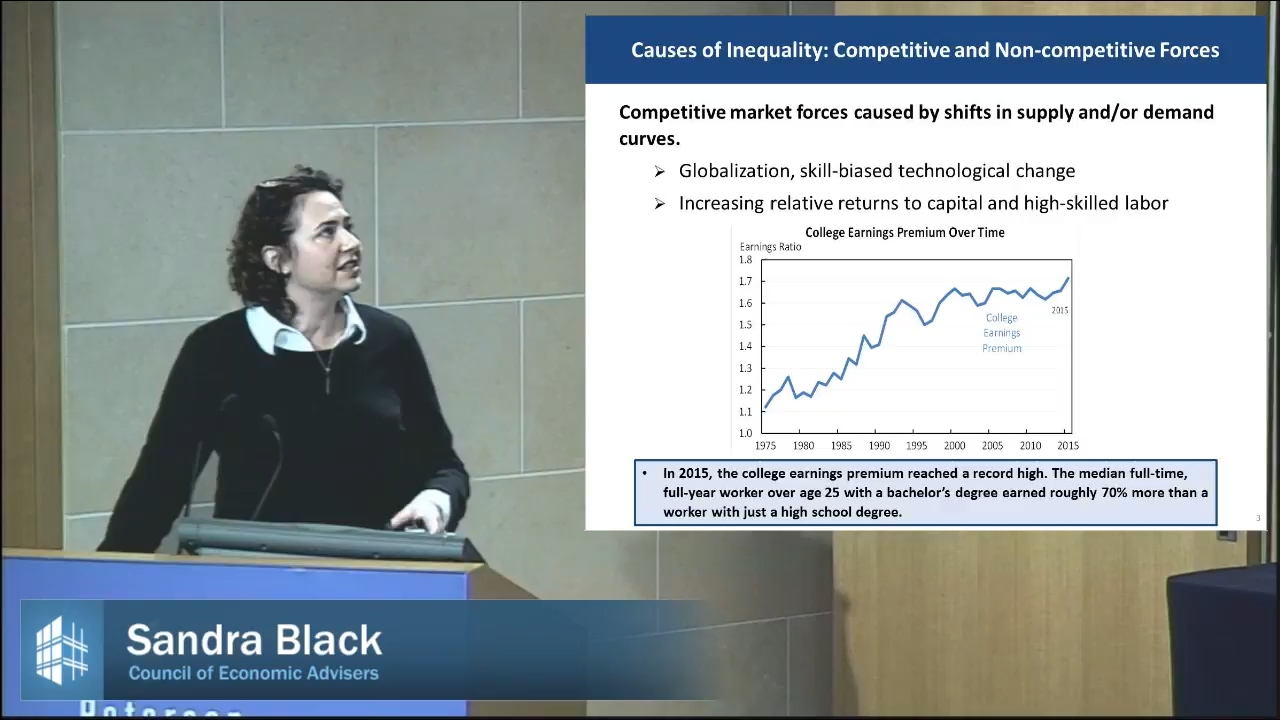 Causes of Inequality: Competitive and Non-competitive Forces
Competitive market forces caused by shifts in supply and/or demand
curves.
➢ Globalization, skill-biased technological change
➢ Increasing relative returns to capital and high-skilled labor
College Earnings Premium Over Time
Earnings Ratio
1.8
1.7
1.6
1.5
1.4
1.3
1.2
1.1
1.0
2015
College
Earnings
Premium
1975 1980 1985 1990 1995 2000 2005 2010 2015
• In 2015, the college earnings premium reached a record high. The median full-time,
full-year worker over age 25 with a bachelor's degree earned roughly 70% more than a
worker with just a high school degree.
3
Sandra Black
Council of Economic Advisers